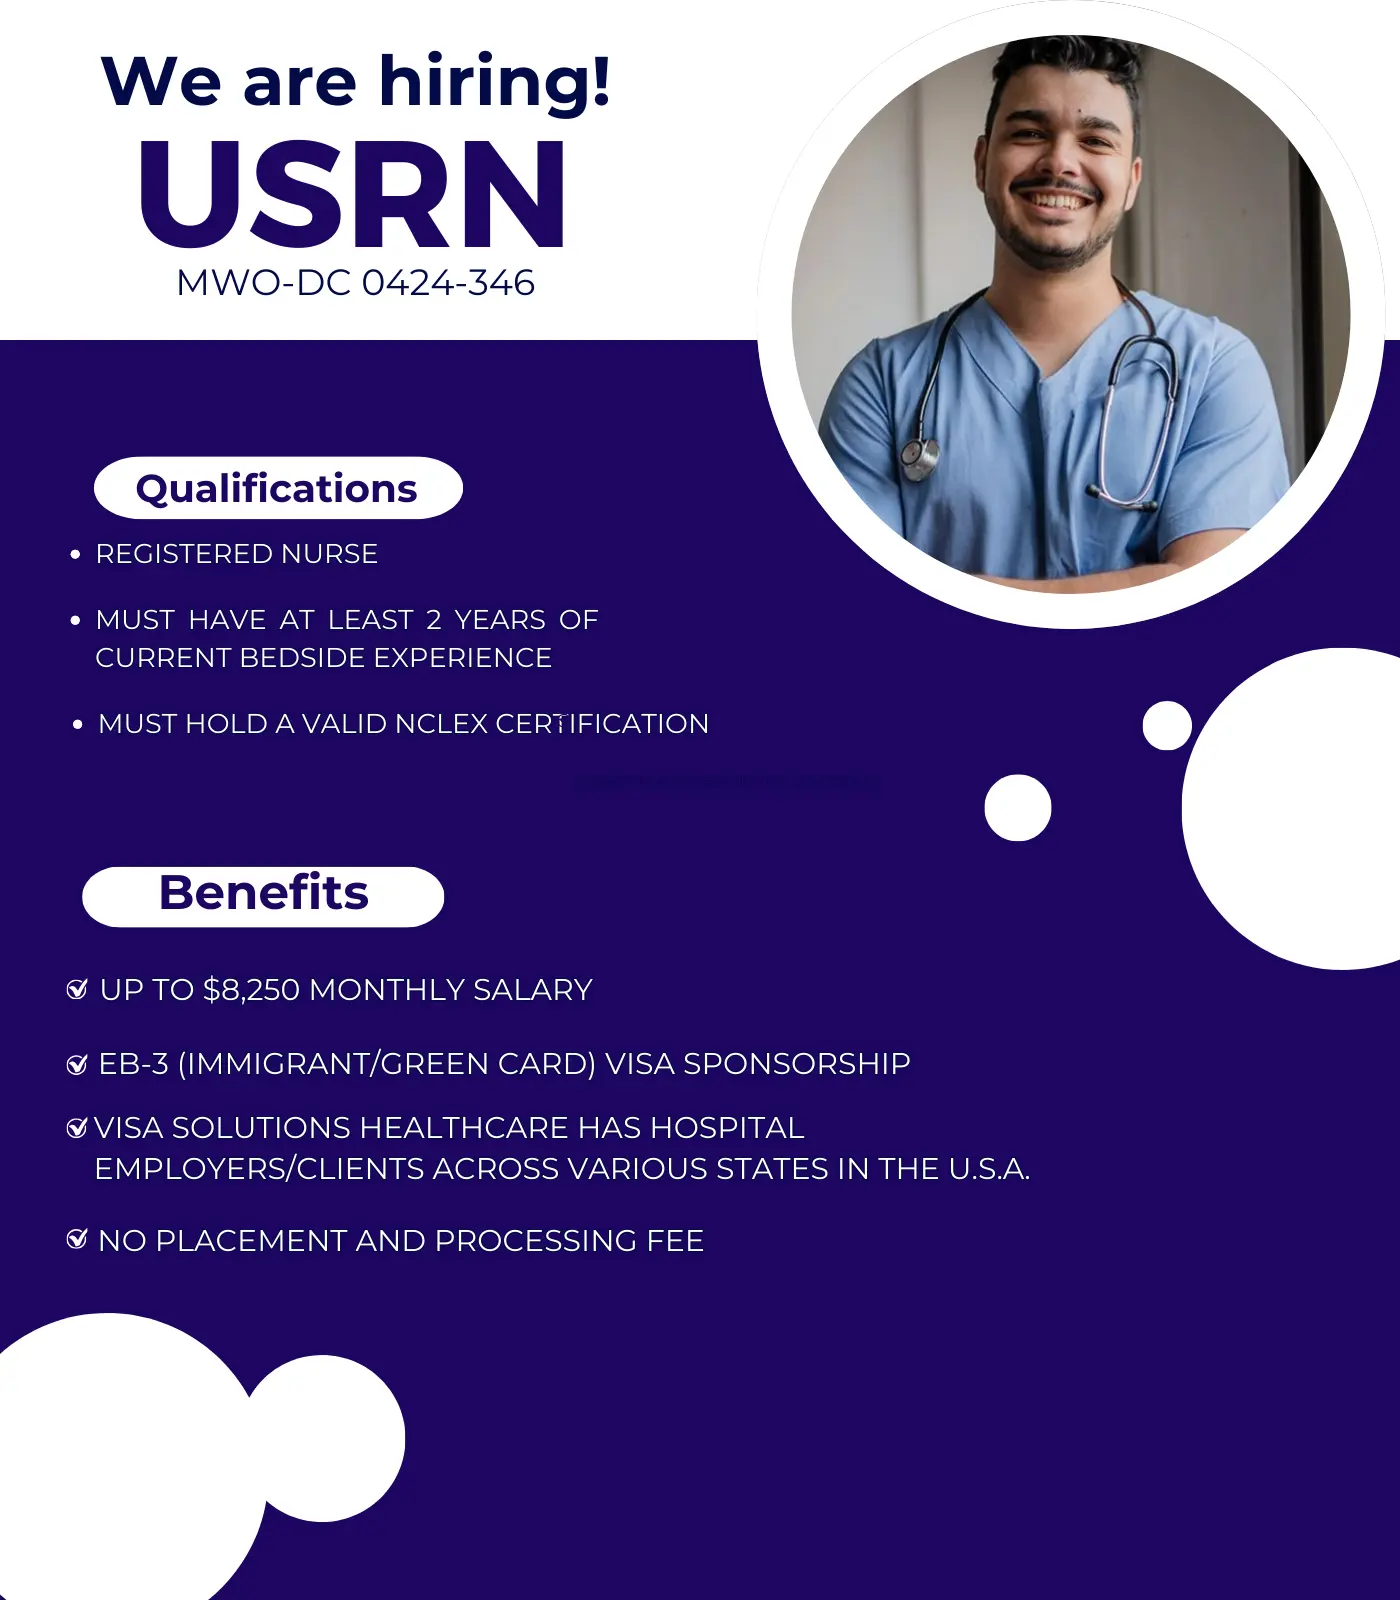 We are hiring!
USRN
MWO-DC 0424-346
Qualifications
REGISTERED NURSE
MUST HAVE AT LEAST 2 YEARS OF
CURRENT BEDSIDE EXPERIENCE
MUST HOLD A VALID NCLEX CERTIFICATION
Benefits
UP TO $8,250 MONTHLY SALARY
EB-3 (IMMIGRANT/GREEN CARD) VISA SPONSORSHIP
VISA SOLUTIONS HEALTHCARE HAS HOSPITAL
EMPLOYERS/CLIENTS ACROSS VARIOUS STATES IN THE U.S.A.
NO PLACEMENT AND PROCESSING FEE